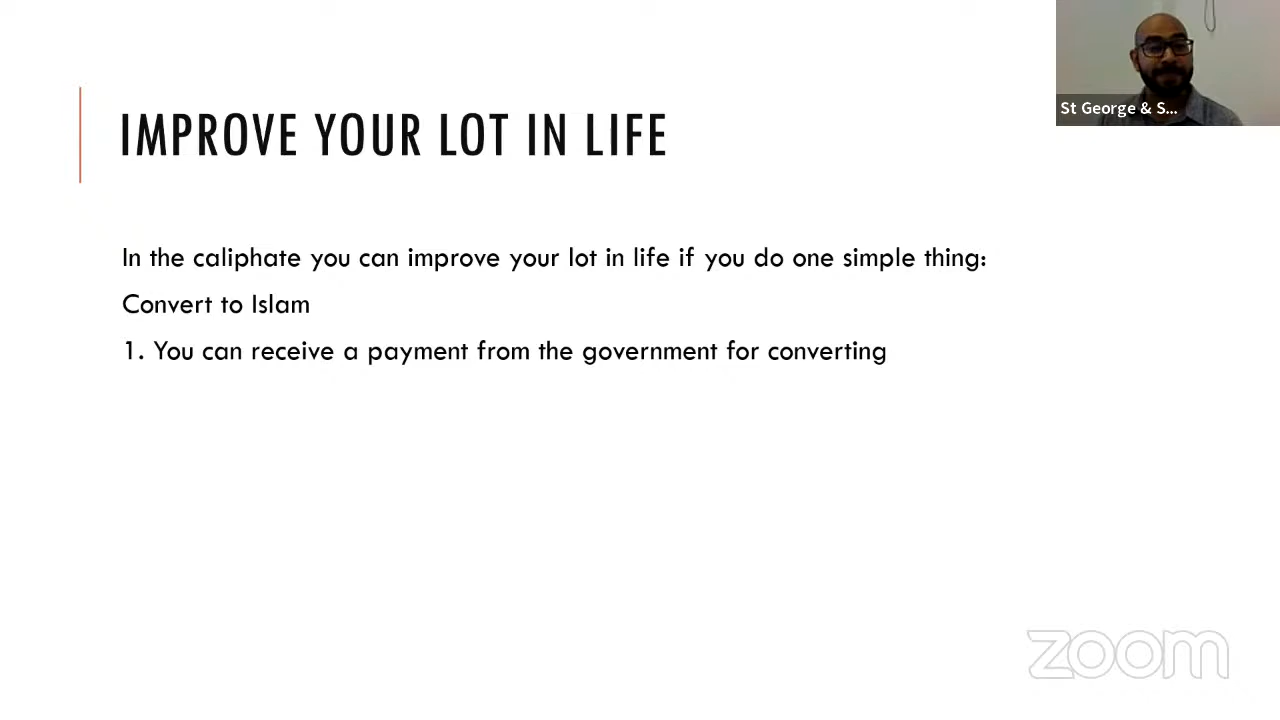 IMPROVE YOUR LOT IN LIFE
St George & S...
In the caliphate you can improve your lot in life if you do one simple thing:
Convert to Islam
1. You can receive a payment from the government for converting
zoom